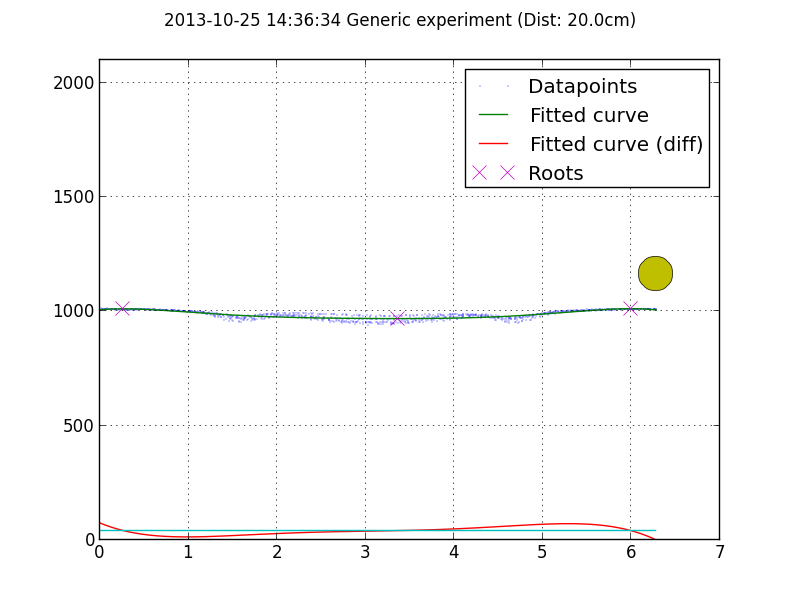 2013-10-25 14:36:34 Generic experiment (Dist: 20.0cm)
2000
1500
1000
500
0
0 1 2 3 4 5 6 7
Datapoints
Fitted curve
Fitted curve (diff)
Roots